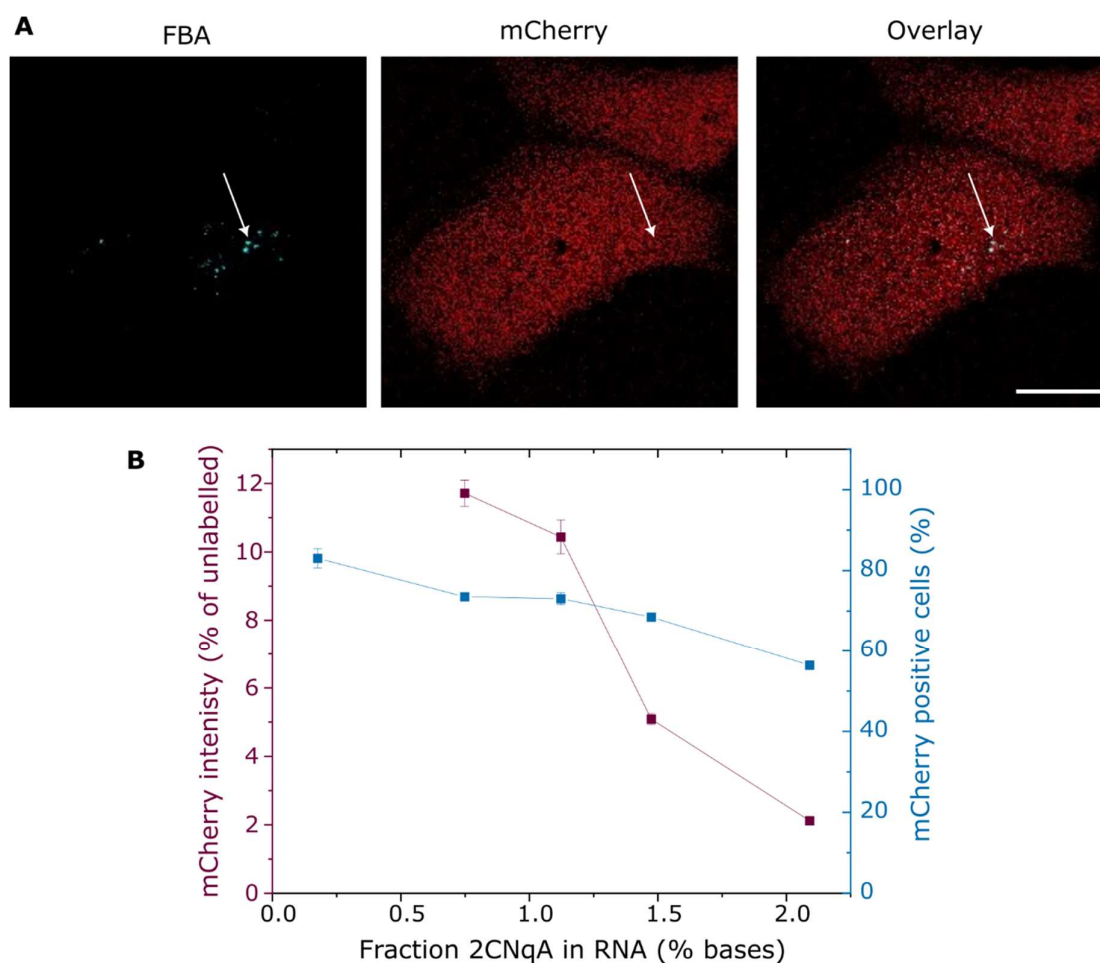 A
FBA
mCherry
Overlay
B
mCherry intenisty (% of unlabelled)
12
10
8
6
4
2
0
100
80
60
40
20
0
mCherry positive cells (%)
0.0 0.5 1.0 1.5 2.0
Fraction 2CNqA in RNA (% bases)